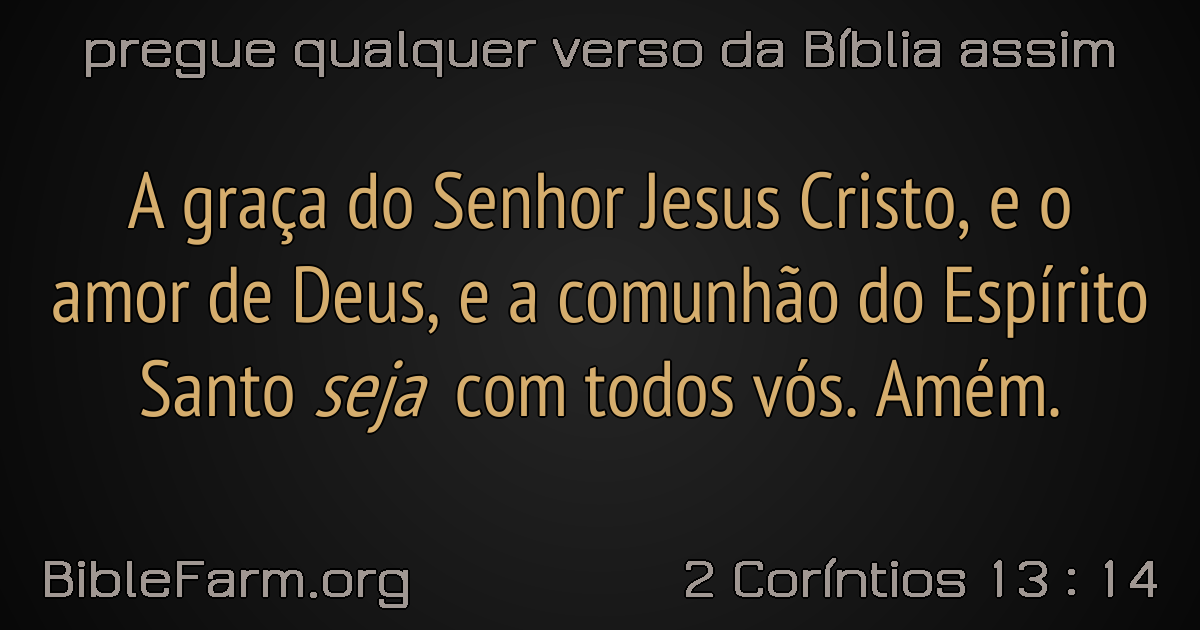 pregue qualquer verso da Bíblia assim
A graça do Senhor Jesus Cristo, e o
amor de Deus, e a comunhão do Espírito
Santo seja com todos vós. Amém.
BibleFarm.org
2 Coríntios 13 : 14